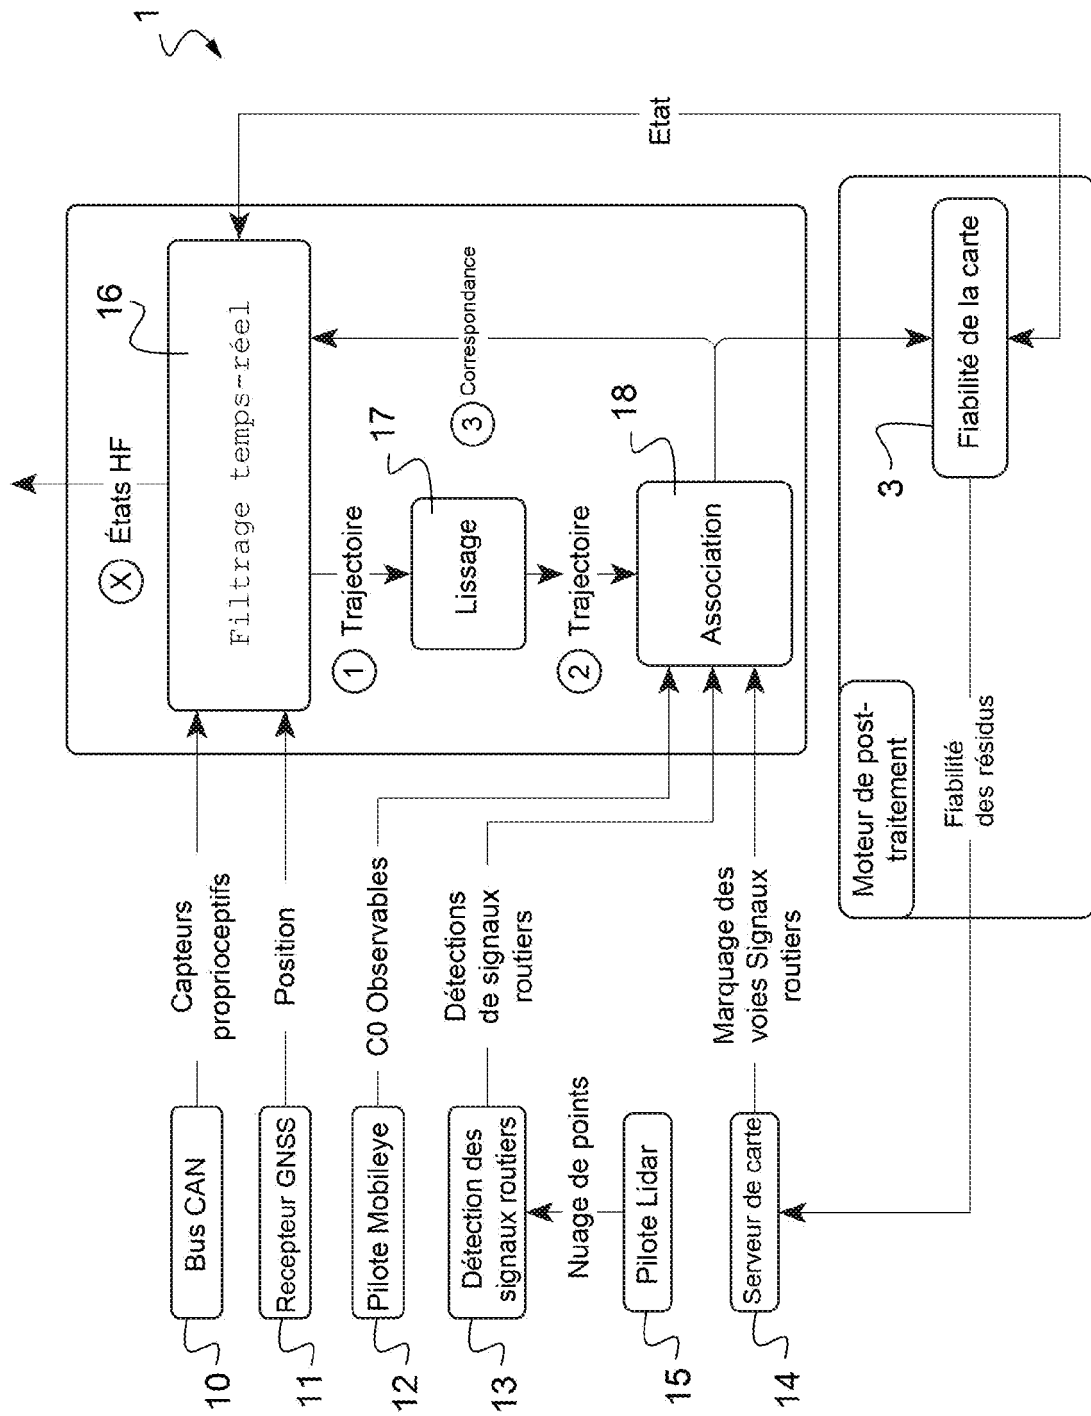 1
10
Bus CAN
Capteurs
proprioceptifs
11
Recepteur GNSS
Position
12
Pilote Mobileye
C0 Observables
13
Détection des
signaux routiers
Détections
de signaux
routiers
15
Pilote Lidar
Nuage de points
14
Serveur de carte
Marquage des
voies Signaux
routiers
X États HF
16
Filtrage temps-réel
1 Trajectoire
17
Lissage
2 Trajectoire
3 Correspondance
18
Association
Etat
Moteur de post-
traitement
3
Fiabilité de la carte
Fiabilité
des résidus